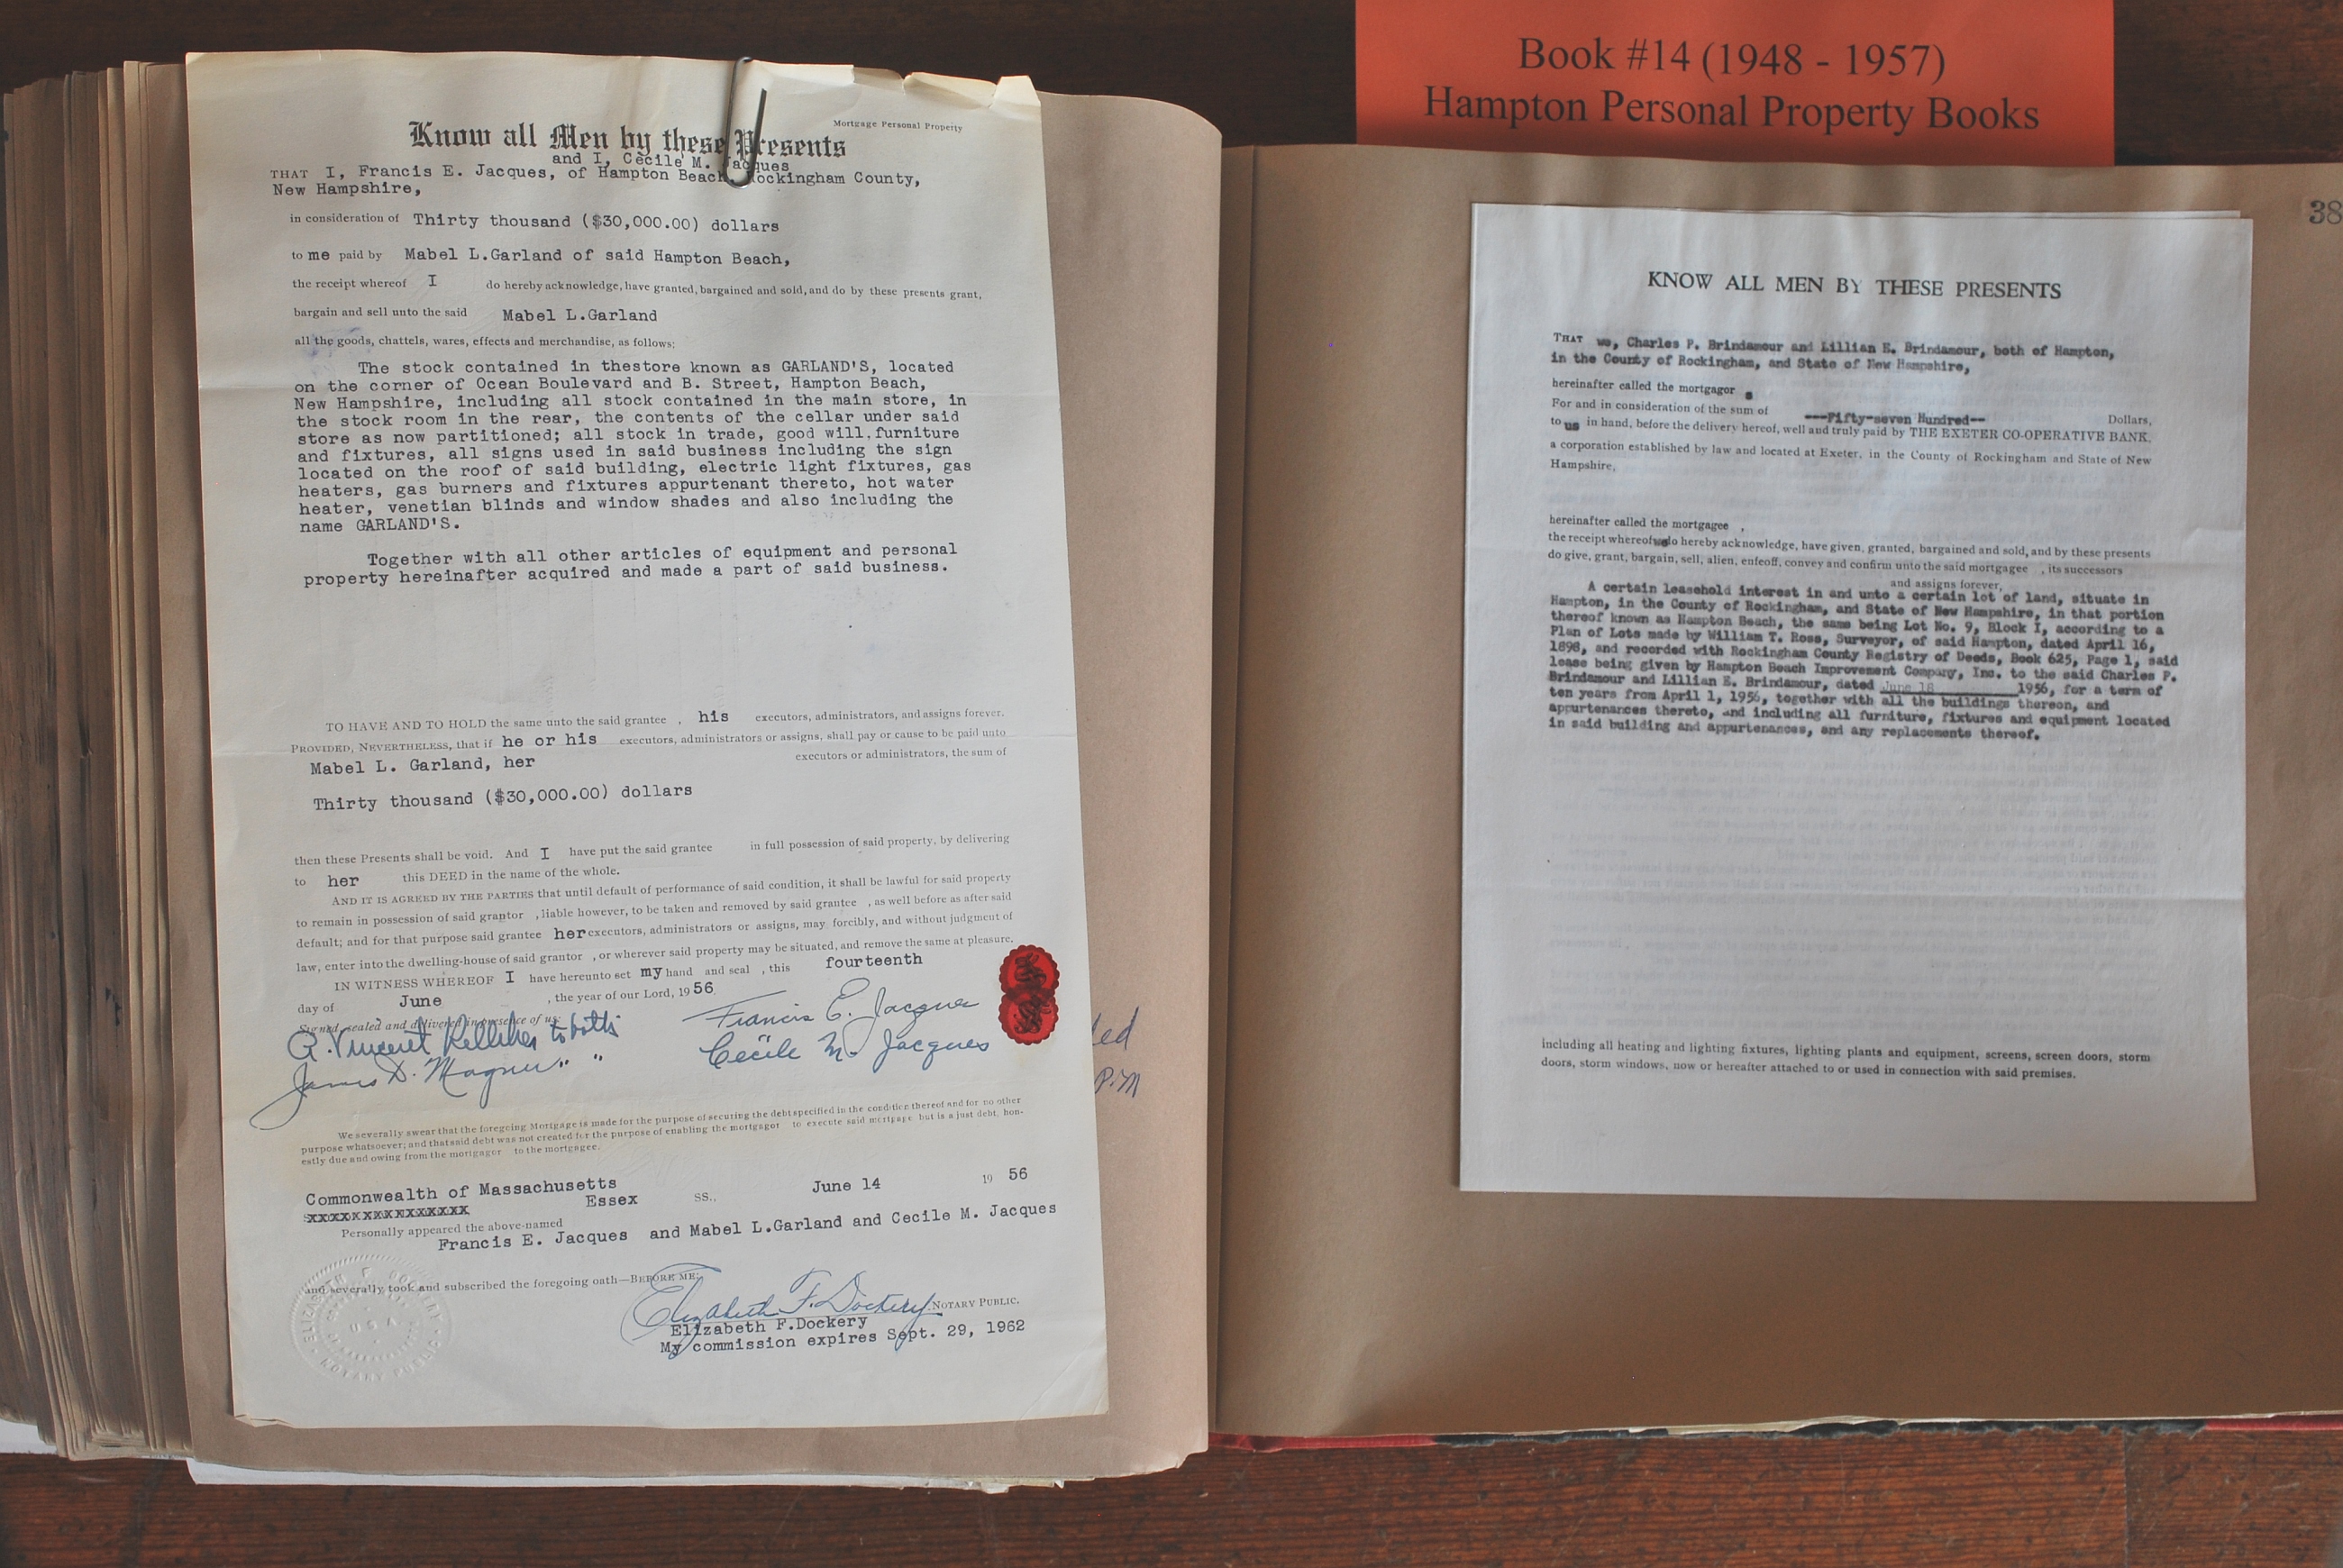 Book #14 (1948 - 1957)
Hampton Personal Property Books
Mortgage Personal Property
Know all Men by these Presents
and I, Cecile M. Jacques
THAT I, Francis E. Jacques, of Hampton Beach, Rockingham County,
New Hampshire,
in consideration of Thirty thousand ($30,000.00) dollars
to me paid by Mabel L.Garland of said Hampton Beach,
the receipt whereof I do hereby acknowledge, have granted, bargained and sold, and do by these presents grant,
bargain and sell unto the said Mabel L.Garland
all the goods, chattels, wares, effects and merchandise, as follows;
The stock contained in thestore known as GARLAND'S, located
on the corner of Ocean Boulevard and B. Street, Hampton Beach,
New Hampshire, including all stock contained in the main store, in
the stock room in the rear, the contents of the cellar under said
store as now partitioned; all stock in trade, good will, furniture
and fixtures, all signs used in said business including the sign
located on the roof of said building, electric light fixtures, gas
heaters, gas burners and fixtures appurtenant thereto, hot water
heater, venetian blinds and window shades and also including the
name GARLAND'S.
Together with all other articles of equipment and personal
property hereinafter acquired and made a part of said business.
TO HAVE AND TO HOLD the same unto the said grantee , his executors, administrators, and assigns forever.
PROVIDED, NEVERTHELESS, that if he or his executors, administrators or assigns, shall pay or cause to be paid unto
Mabel L. Garland, her executors or administrators, the sum of
Thirty thousand ($30,000.00) dollars
then these Presents shall be void. And I have put the said grantee in full possession of said property, by delivering
to her this DEED in the name of the whole.
AND IT IS AGREED BY THE PARTIES that until default of performance of said condition, it shall be lawful for said property
to remain in possession of said grantor , liable however, to be taken and removed by said grantee , as well before as after said
default; and for that purpose said grantee her executors, administrators or assigns, may forcibly, and without judgment of
law, enter into the dwelling-house of said grantor , or wherever said property may be situated, and remove the same at pleasure.
IN WITNESS WHEREOF I have hereunto set my hand and seal , this fourteenth
day of June , the year of our Lord, 19 56
Signed, sealed and delivered in presence of us:
R. Vincent Kelliher to both Francis E. Jacques
James D. Magner " " Cecile M. Jacques
We severally swear that the foregoing Mortgage is made for the purpose of securing the debt specified in the condition thereof and for no other
purpose whatsoever; and that said debt was not created for the purpose of enabling the mortgagor to execute said mortgage but is a just debt, hon-
estly due and owing from the mortgagor to the mortgagee.
Commonwealth of Massachusetts
Essex SS., June 14 19 56
Personally appeared the above-named
Francis E. Jacques and Mabel L.Garland and Cecile M. Jacques
and severally took and subscribed the foregoing oath—BEFORE ME:
Elizabeth F. Dockery NOTARY PUBLIC.
Elizabeth F.Dockery
My commission expires Sept. 29, 1962
ELIZABETH F. DOCKERY
USA
NOTARY PUBLIC
P.M
38
KNOW ALL MEN BY THESE PRESENTS
THAT we, Charles P. Brindamour and Lillian E. Brindamour, both of Hampton,
in the County of Rockingham, and State of New Hampshire,
hereinafter called the mortgagor s
For and in consideration of the sum of ---Fifty-seven Hundred-- Dollars,
to us in hand, before the delivery hereof, well and truly paid by THE EXETER CO-OPERATIVE BANK,
a corporation established by law and located at Exeter, in the County of Rockingham and State of New
Hampshire,
hereinafter called the mortgagee ,
the receipt whereof we do hereby acknowledge, have given, granted, bargained and sold, and by these presents
do give, grant, bargain, sell, alien, enfeoff, convey and confirm unto the said mortgagee , its successors
and assigns forever,
A certain leasehold interest in and unto a certain lot of land, situate in
Hampton, in the County of Rockingham, and State of New Hampshire, in that portion
thereof known as Hampton Beach, the same being Lot No. 9, Block I, according to a
Plan of Lots made by William T. Ross, Surveyor, of said Hampton, dated April 16,
1898, and recorded with Rockingham County Registry of Deeds, Book 625, Page 1, said
lease being given by Hampton Beach Improvement Company, Inc. to the said Charles P.
Brindamour and Lillian E. Brindamour, dated June 18 1956, for a term of
ten years from April 1, 1956, together with all the buildings thereon, and
appurtenances thereto, and including all furniture, fixtures and equipment located
in said building and appurtenances, and any replacements thereof.
including all heating and lighting fixtures, lighting plants and equipment, screens, screen doors, storm
doors, storm windows, now or hereafter attached to or used in connection with said premises.